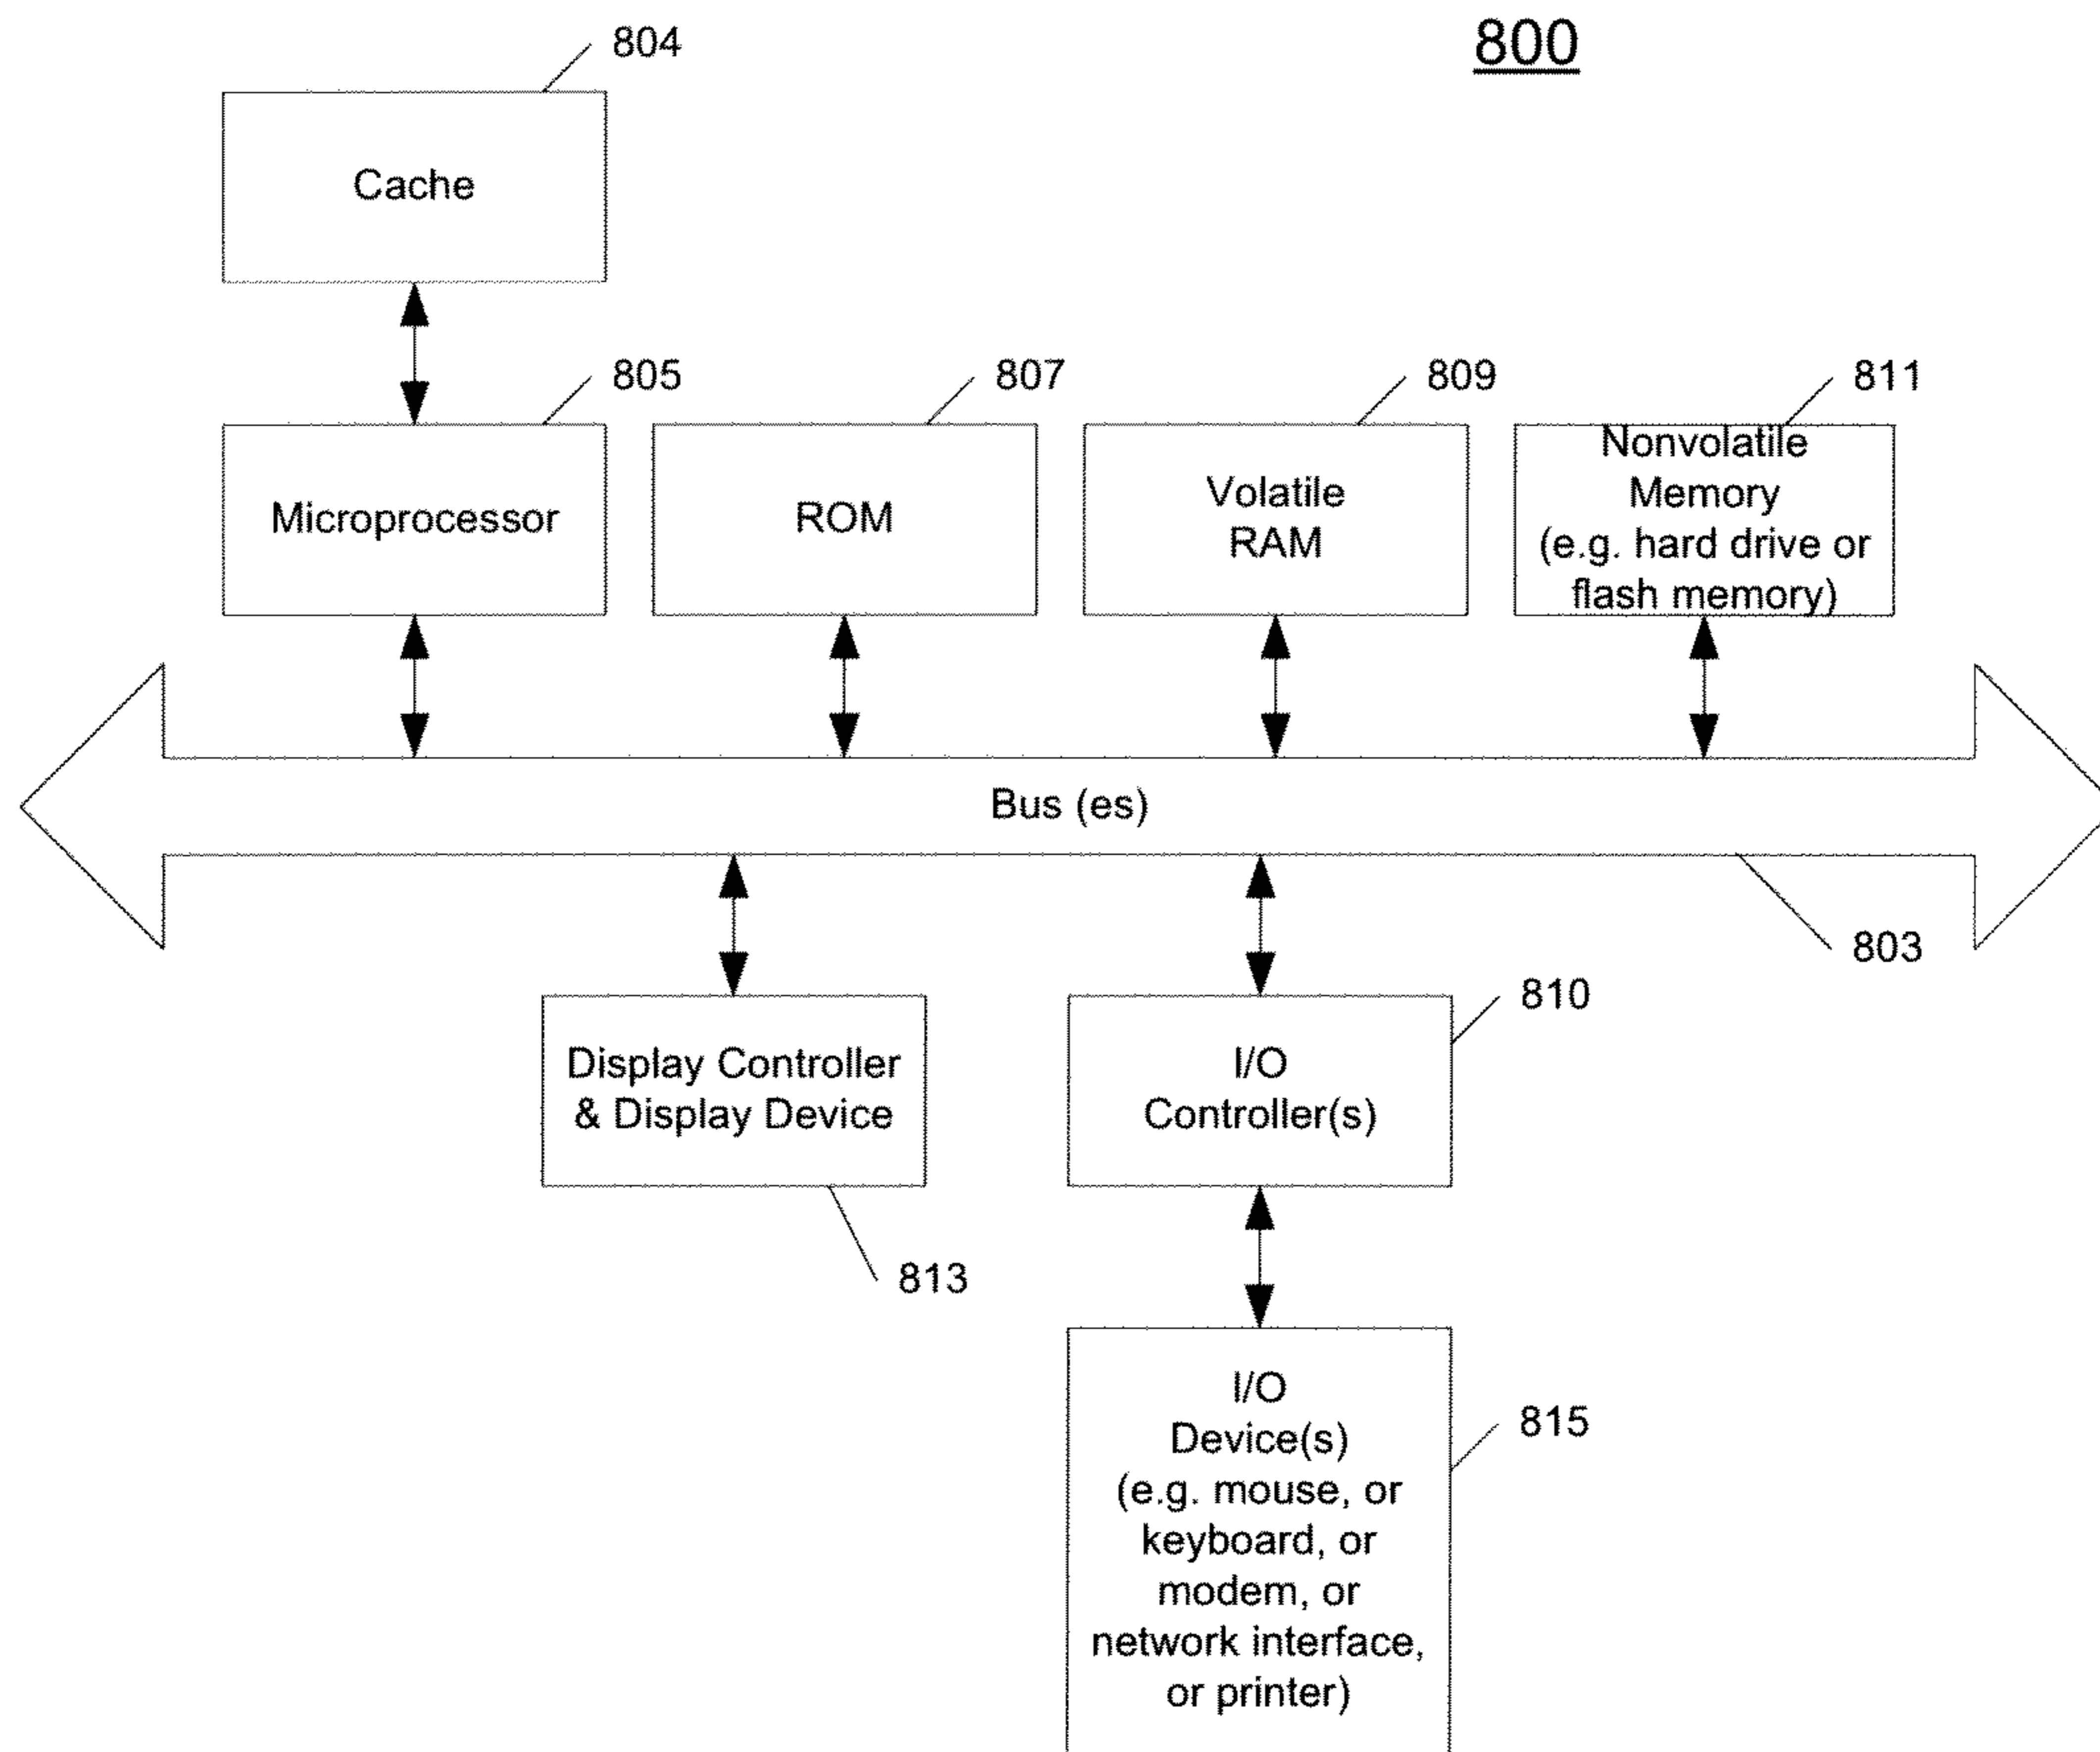 800
804
Cache
805
807
809
811
Microprocessor
ROM
Volatile
RAM
Nonvolatile
Memory
(e.g. hard drive or
flash memory)
Bus (es)
803
Display Controller
& Display Device
813
I/O
Controller(s)
810
I/O
Device(s)
(e.g. mouse, or
keyboard, or
modem, or
network interface,
or printer)
815